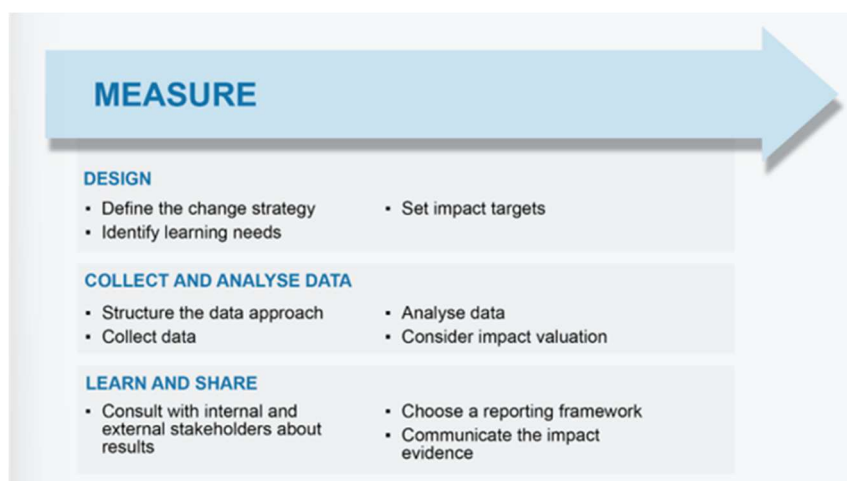 MEASURE
DESIGN
▪ Define the change strategy
▪ Identify learning needs
▪ Set impact targets
COLLECT AND ANALYSE DATA
▪ Structure the data approach
▪ Collect data
▪ Analyse data
▪ Consider impact valuation
LEARN AND SHARE
▪ Consult with internal and
external stakeholders about
results
▪ Choose a reporting framework
▪ Communicate the impact
evidence